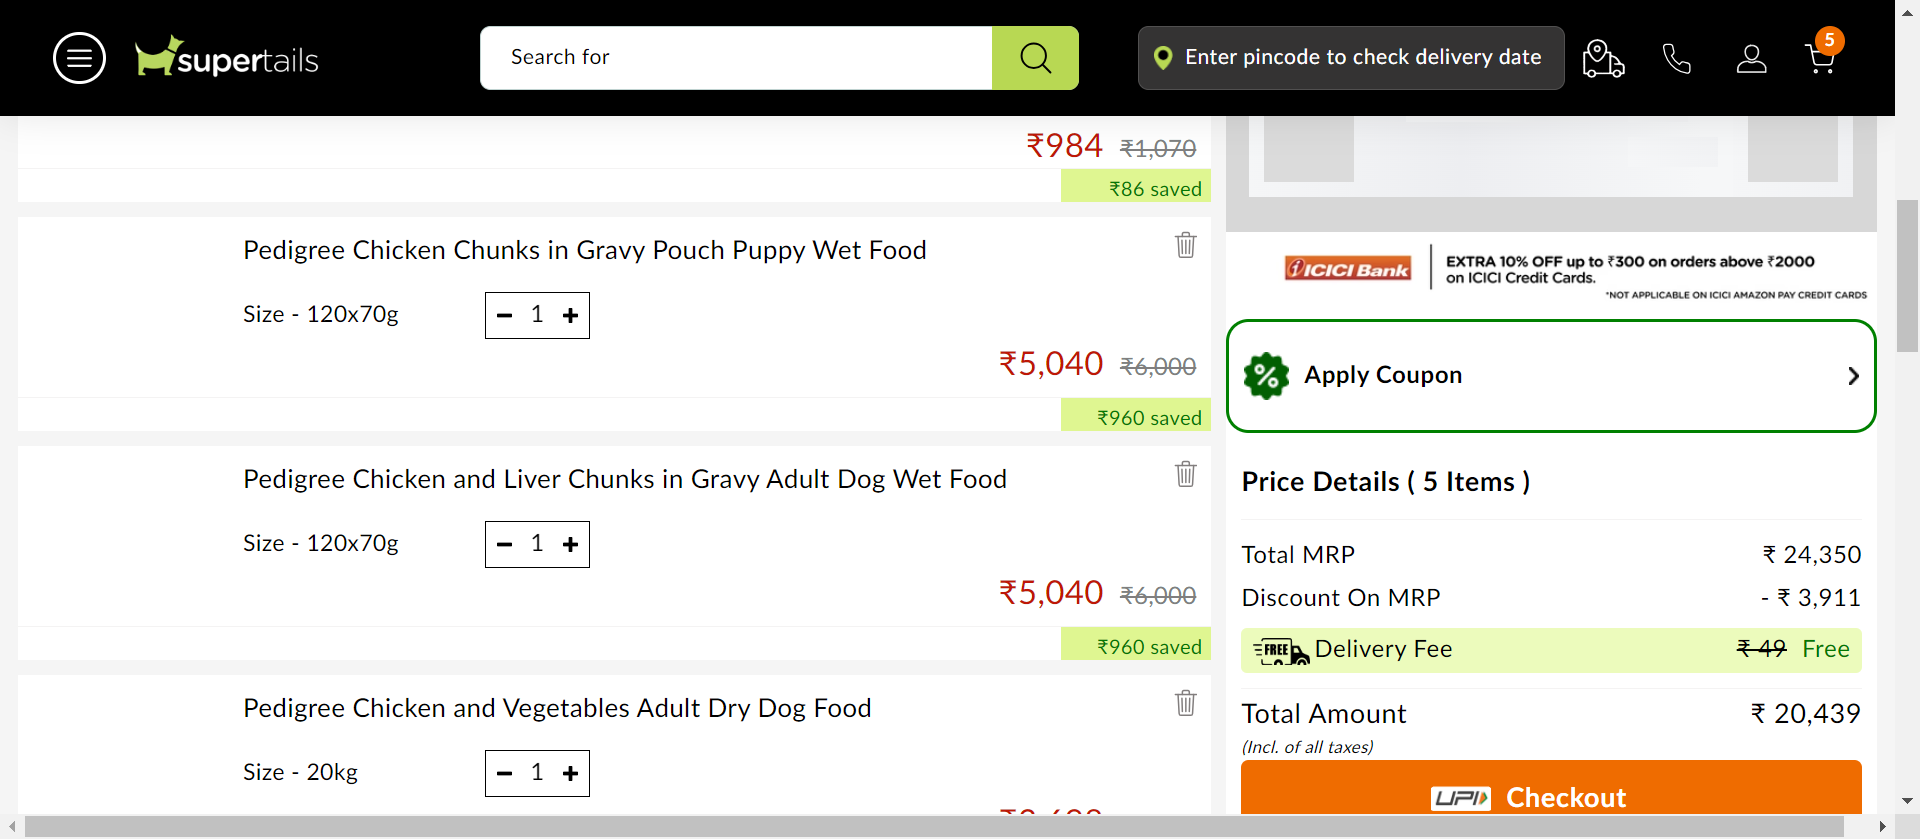 supertails
Search for
Enter pincode to check delivery date
5
₹984 ₹1,070
₹86 saved
Pedigree Chicken Chunks in Gravy Pouch Puppy Wet Food
Size - 120x70g
1
₹5,040 ₹6,000
₹960 saved
Pedigree Chicken and Liver Chunks in Gravy Adult Dog Wet Food
Size - 120x70g
1
₹5,040 ₹6,000
₹960 saved
Pedigree Chicken and Vegetables Adult Dry Dog Food
Size - 20kg
1
ICICI Bank
EXTRA 10% OFF up to ₹300 on orders above ₹2000
on ICICI Credit Cards.
*NOT APPLICABLE ON ICICI AMAZON PAY CREDIT CARDS
Apply Coupon
Price Details ( 5 Items )
Total MRP ₹ 24,350
Discount On MRP - ₹ 3,911
FREE Delivery Fee ₹ 49 Free
Total Amount ₹ 20,439
(Incl. of all taxes)
UPI Checkout